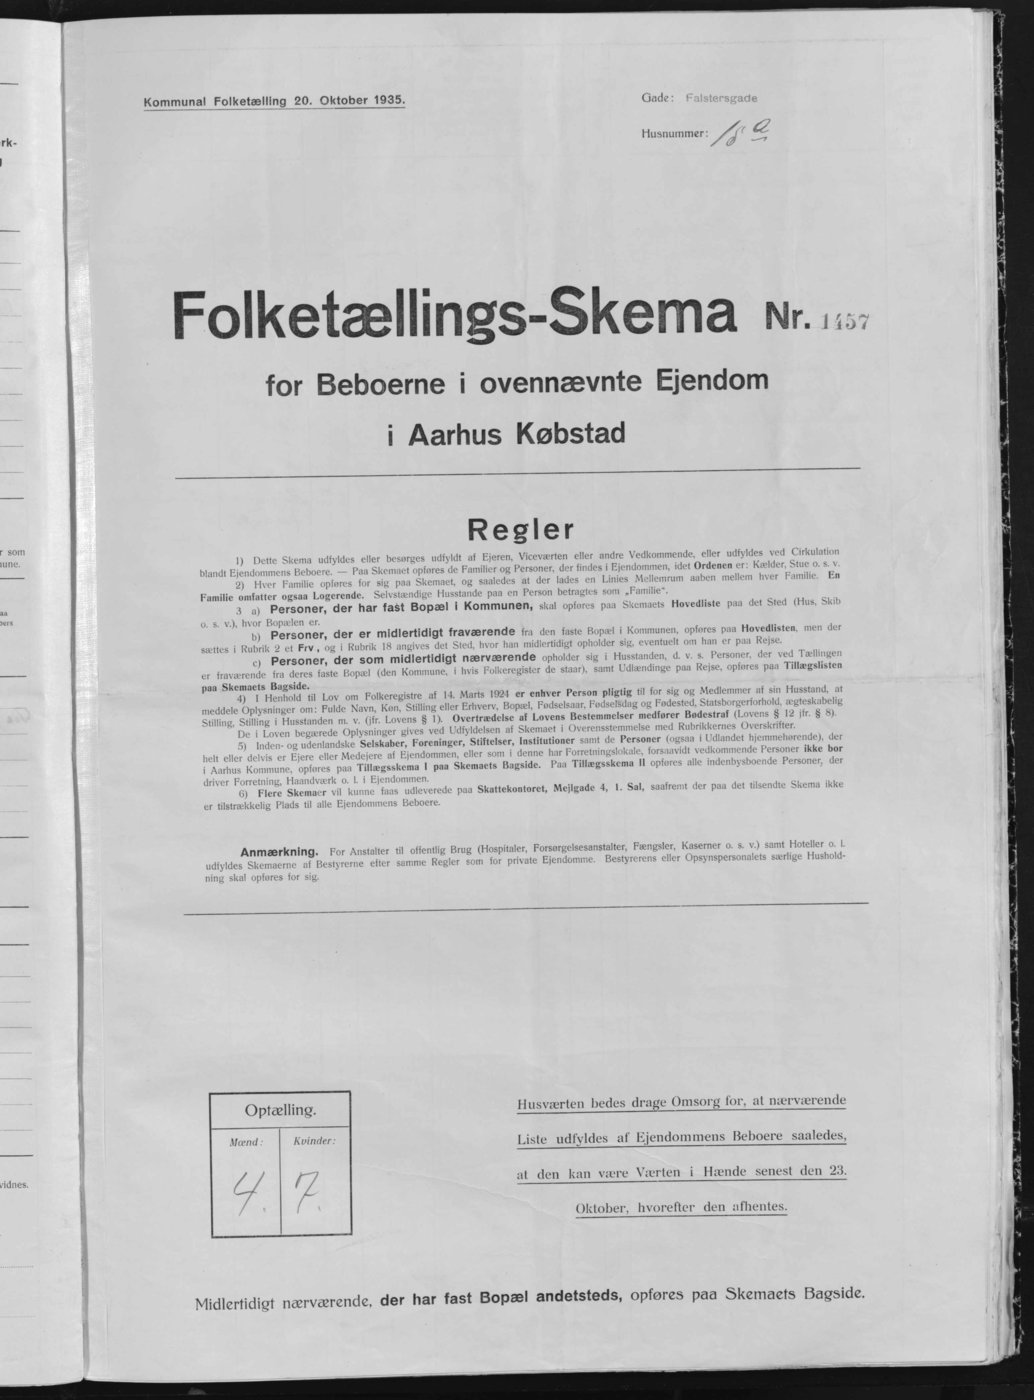 rk-
r som
nune.
aa
bers
vidnes.
Kommunal Folketælling 20. Oktober 1935.
Gade: Falstersgade
Husnummer: 18 a
Folketællings-Skema Nr. 1457
for Beboerne i ovennævnte Ejendom
i Aarhus Købstad
Regler
1) Dette Skema udfyldes eller besørges udfyldt af Ejeren, Viceværten eller andre Vedkommende, eller udfyldes ved Cirkulation
blandt Ejendommens Beboere. — Paa Skemaet opføres de Familier og Personer, der findes i Ejendommen, idet Ordenen er: Kælder, Stue o. s. v.
2) Hver Familie opføres for sig paa Skemaet, og saaledes at der lades en Linies Mellemrum aaben mellem hver Familie. En
Familie omfatter ogsaa Logerende. Selvstændige Husstande paa en Person betragtes som „Familie“.
3 a) Personer, der har fast Bopæl i Kommunen, skal opføres paa Skemaets Hovedliste paa det Sted (Hus, Skib
o. s. v.), hvor Bopælen er.
b) Personer, der er midlertidigt fraværende fra den faste Bopæl i Kommunen, opføres paa Hovedlisten, men der
sættes i Rubrik 2 et Frv., og i Rubrik 18 angives det Sted, hvor han midlertidigt opholder sig, eventuelt om han er paa Rejse.
c) Personer, der som midlertidigt nærværende opholder sig i Husstanden, d. v. s. Personer, der ved Tællingen
er fraværende fra deres faste Bopæl (den Kommune, i hvis Folkeregister de staar), samt Udlændinge paa Rejse, opføres paa Tillægslisten
paa Skemaets Bagside.
4) I Henhold til Lov om Folkeregistre af 14. Marts 1924 er enhver Person pligtig til for sig og Medlemmer af sin Husstand, at
meddele Oplysninger om: Fulde Navn, Køn, Stilling eller Erhverv, Bopæl, Fødselsaar, Fødselsdag og Fødested, Statsborgerforhold, ægteskabelig
Stilling, Stilling i Husstanden m. v. (jfr. Lovens § 1). Overtrædelse af Lovens Bestemmelser medfører Bødestraf (Lovens § 12 jfr. § 8).
De i Loven begærede Oplysninger gives ved Udfyldelsen af Skemaet i Overensstemmelse med Rubrikkernes Overskrifter.
5) Inden- og udenlandske Selskaber, Foreninger, Stiftelser, Institutioner samt de Personer (ogsaa i Udlandet hjemmehørende), der
helt eller delvis er Ejere eller Medejere af Ejendommen, eller som i denne har Forretningslokale, forsaavidt vedkommende Personer ikke bor
i Aarhus Kommune, opføres paa Tillægsskema I paa Skemaets Bagside. Paa Tillægsskema II opføres alle indenbysboende Personer, der
driver Forretning, Haandværk o. l. i Ejendommen.
6) Flere Skemaer vil kunne faas udleverede paa Skattekontoret, Mejlgade 4, 1. Sal, saafremt der paa det tilsendte Skema ikke
er tilstrækkelig Plads til alle Ejendommens Beboere.
Anmærkning. For Anstalter til offentlig Brug (Hospitaler, Forsørgelsesanstalter, Fængsler, Kaserner o. s. v.) samt Hoteller o. l.
udfyldes Skemaerne af Bestyrerne efter samme Regler som for private Ejendomme. Bestyrerens eller Opsynspersonalets særlige Hushold-
ning skal opføres for sig.
Optælling.
Mænd: Kvinder:
4. 7.
Husværten bedes drage Omsorg for, at nærværende
Liste udfyldes af Ejendommens Beboere saaledes,
at den kan være Værten i Hænde senest den 23.
Oktober, hvorefter den afhentes.
Midlertidigt nærværende, der har fast Bopæl andetsteds, opføres paa Skemaets Bagside.